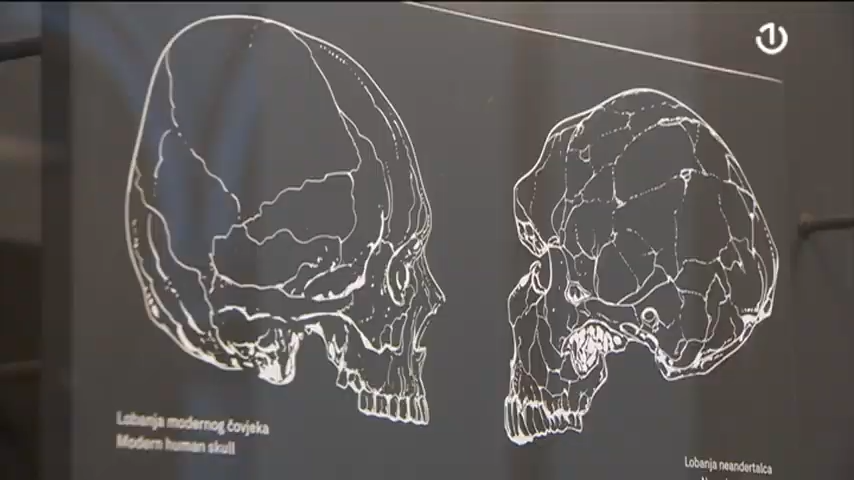 Lobanja modernog čovjeka
Modern human skull
Lobanja neandertalca